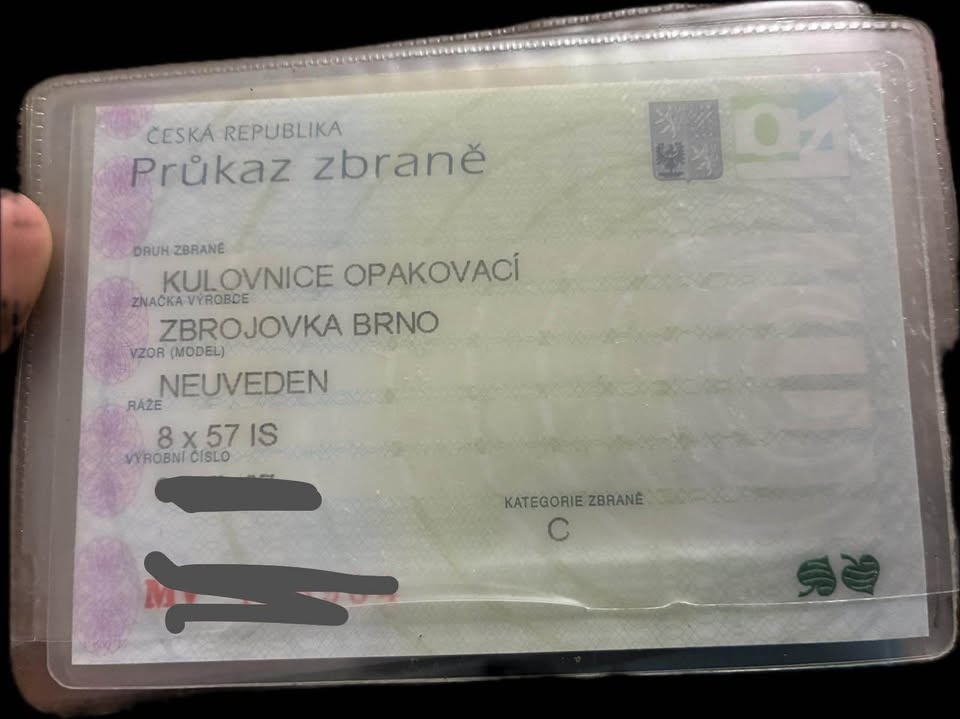 ČESKÁ REPUBLIKA
Průkaz zbraně
DRUH ZBRANĚ
KULOVNICE OPAKOVACÍ
ZNAČKA VÝROBCE
ZBROJOVKA BRNO
VZOR (MODEL)
NEUVEDEN
RÁŽE
8 x 57 IS
VÝROBNÍ ČÍSLO
KATEGORIE ZBRANĚ
C